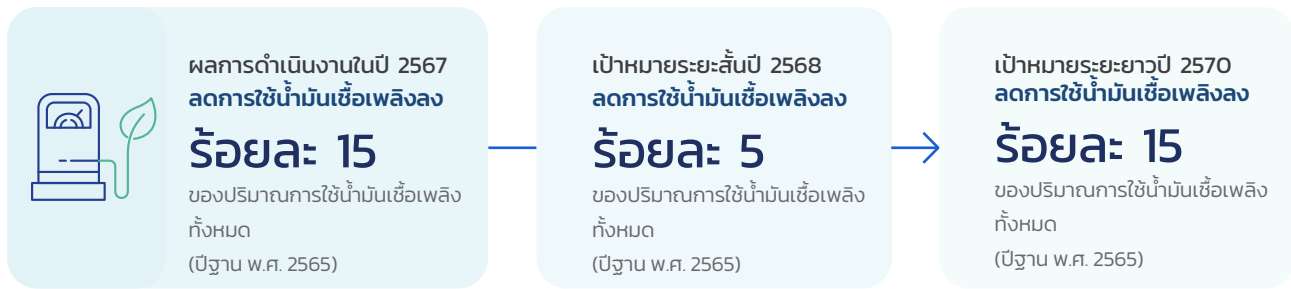 ผลการดำเนินงานในปี 2567
ลดการใช้น้ำมันเชื้อเพลิงลง
ร้อยละ 15
ของปริมาณการใช้น้ำมันเชื้อเพลิง
ทั้งหมด
(ปีฐาน พ.ศ. 2565)
เป้าหมายระยะสั้นปี 2568
ลดการใช้น้ำมันเชื้อเพลิงลง
ร้อยละ 5
ของปริมาณการใช้น้ำมันเชื้อเพลิง
ทั้งหมด
(ปีฐาน พ.ศ. 2565)
เป้าหมายระยะยาวปี 2570
ลดการใช้น้ำมันเชื้อเพลิงลง
ร้อยละ 15
ของปริมาณการใช้น้ำมันเชื้อเพลิง
ทั้งหมด
(ปีฐาน พ.ศ. 2565)